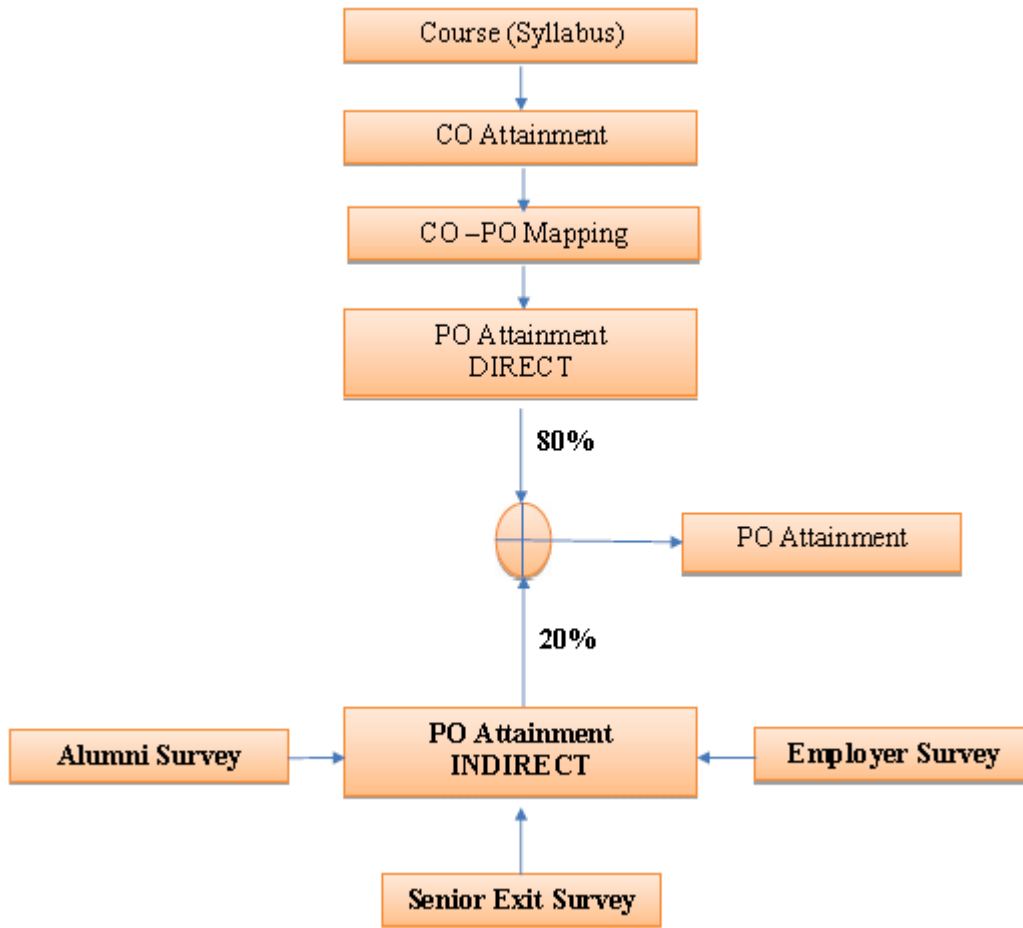 Course (Syllabus)
CO Attainment
CO –PO Mapping
PO Attainment
DIRECT
80%
PO Attainment
20%
Alumni Survey
PO Attainment
INDIRECT
Employer Survey
Senior Exit Survey